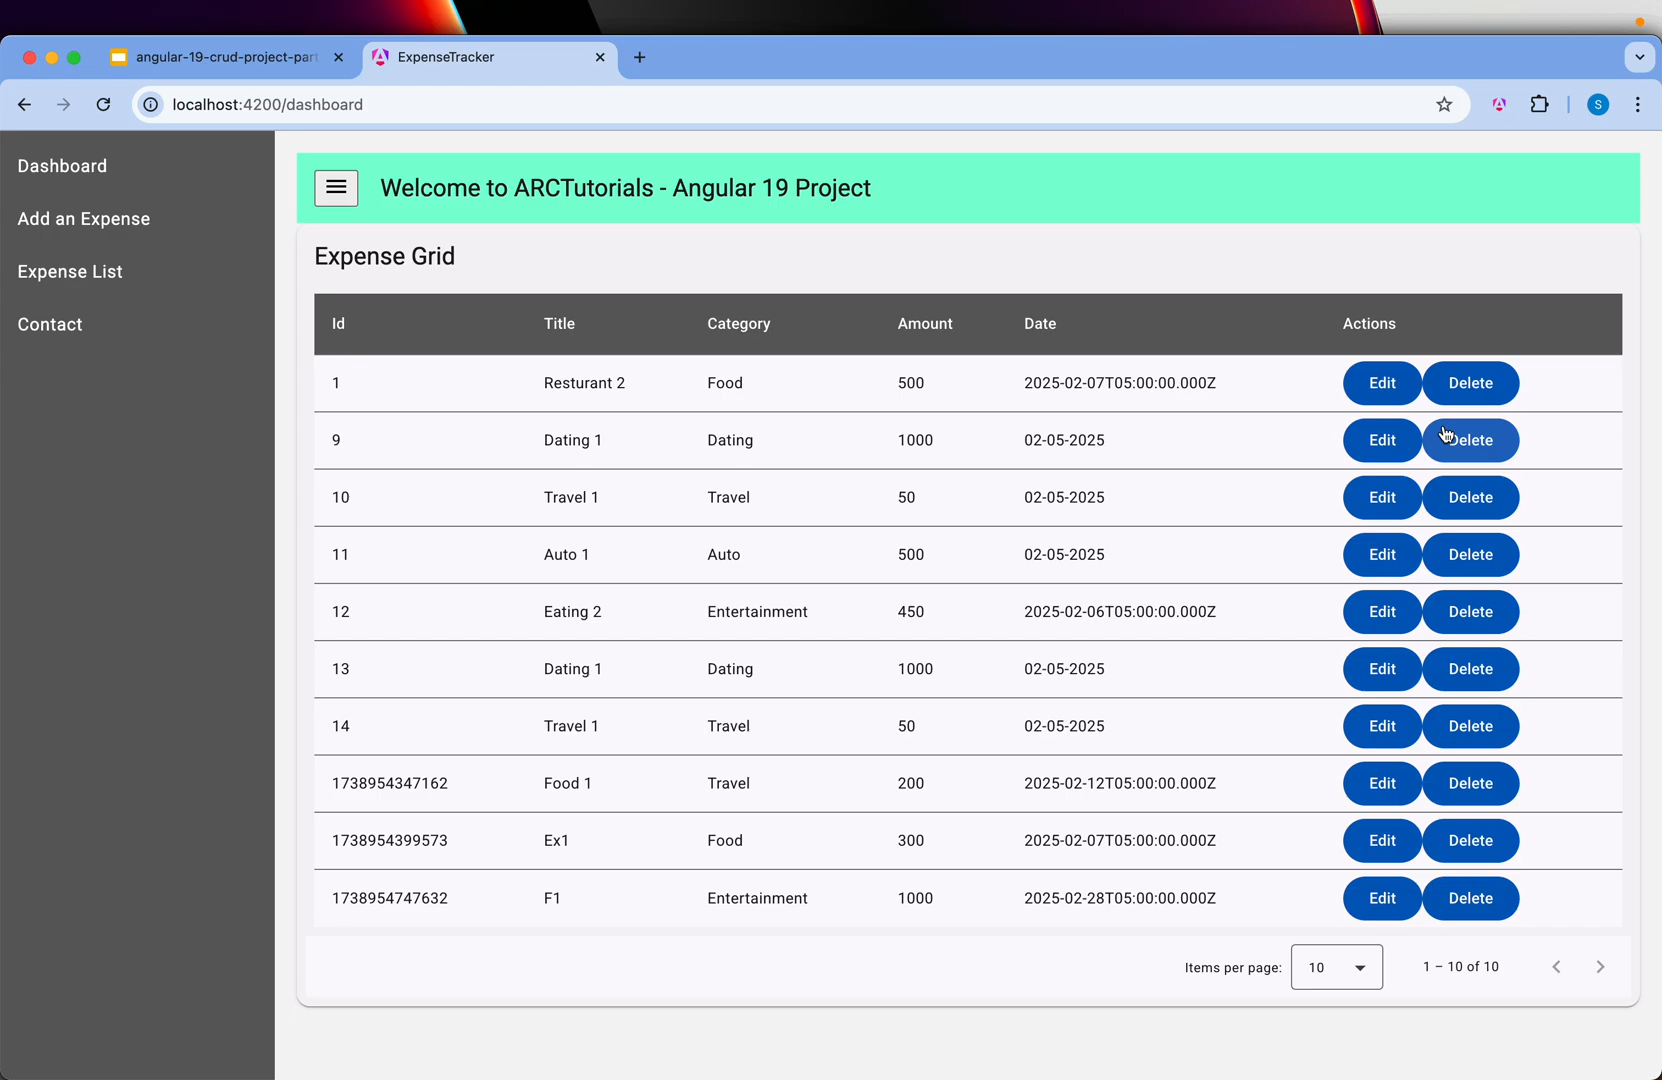 angular-19-crud-project-part
ExpenseTracker
localhost:4200/dashboard
S
Dashboard
Add an Expense
Expense List
Contact
Welcome to ARCTutorials - Angular 19 Project
Expense Grid
Id Title Category Amount Date Actions
1 Resturant 2 Food 500 2025-02-07T05:00:00.000Z Edit Delete
9 Dating 1 Dating 1000 02-05-2025 Edit Delete
10 Travel 1 Travel 50 02-05-2025 Edit Delete
11 Auto 1 Auto 500 02-05-2025 Edit Delete
12 Eating 2 Entertainment 450 2025-02-06T05:00:00.000Z Edit Delete
13 Dating 1 Dating 1000 02-05-2025 Edit Delete
14 Travel 1 Travel 50 02-05-2025 Edit Delete
1738954347162 Food 1 Travel 200 2025-02-12T05:00:00.000Z Edit Delete
1738954399573 Ex1 Food 300 2025-02-07T05:00:00.000Z Edit Delete
1738954747632 F1 Entertainment 1000 2025-02-28T05:00:00.000Z Edit Delete
Items per page: 10 1 – 10 of 10